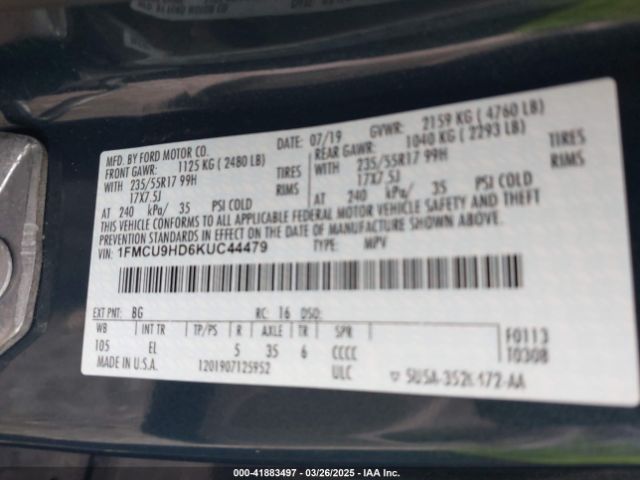 MFD. BY FORD MOTOR CO. DATE: 07/19 GVWR: 2159 KG ( 4760 LB)
FRONT GAWR: 1125 KG ( 2480 LB) REAR GAWR: 1040 KG ( 2293 LB)
WITH 235/55R17 99H TIRES WITH 235/55R17 99H TIRES
17X7.5J RIMS 17X7.5J RIMS
AT 240 kPa/ 35 PSI COLD AT 240 kPa/ 35 PSI COLD
THIS VEHICLE CONFORMS TO ALL APPLICABLE FEDERAL MOTOR VEHICLE SAFETY AND THEFT
PREVENTION STANDARDS IN EFFECT ON THE DATE OF MANUFACTURE SHOWN ABOVE.
VIN: 1FMCU9HD6KUC44479 TYPE: MPV
EXT PNT: BG RC: 16 DSO:
WB INT TR TP/PS R AXLE TR SPR F0113
105 EL 5 35 6 CCCC T0308
MADE IN U.S.A. 1201907125952 ULC
000-41883497 - 03/26/2025 - IAA Inc.